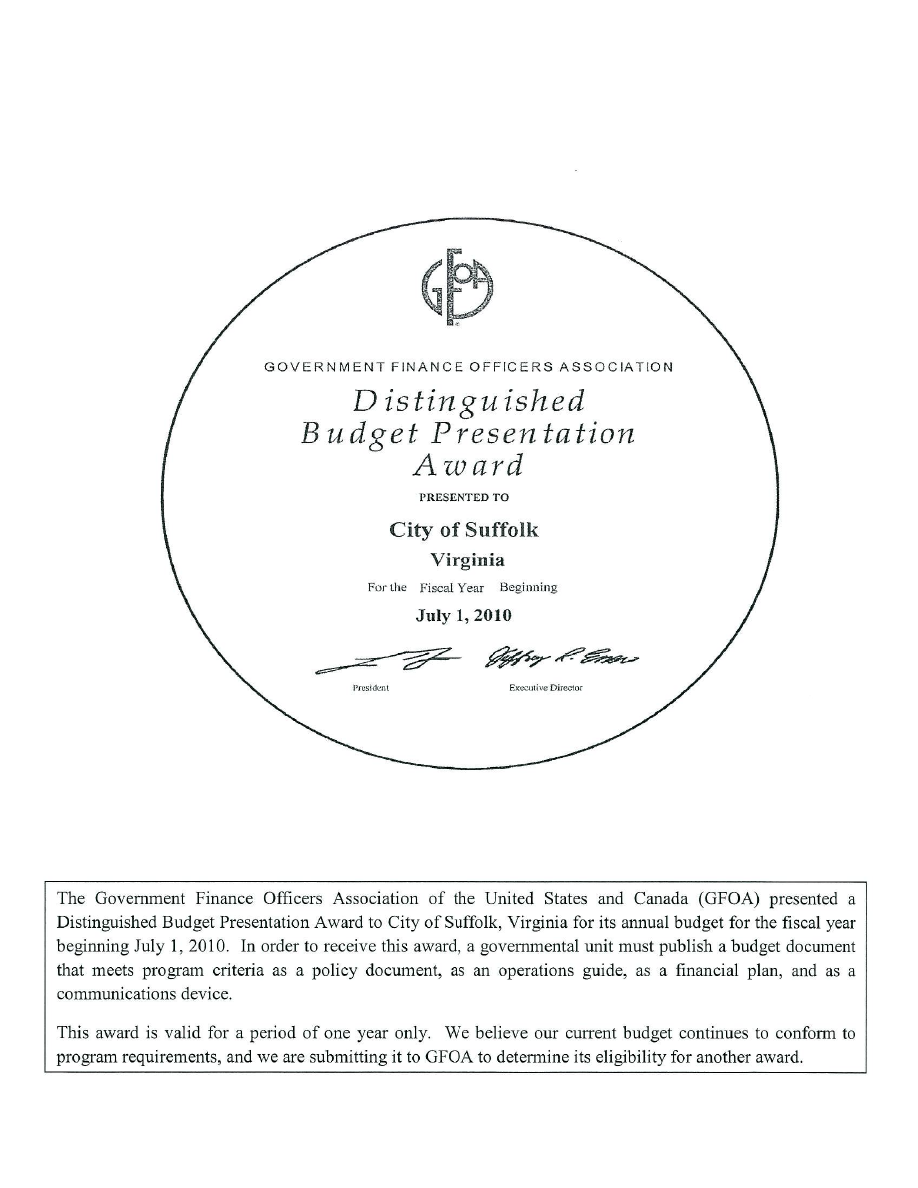 GFOA
GOVERNMENT FINANCE OFFICERS ASSOCIATION
Distinguished
Budget Presentation
Award
PRESENTED TO
City of Suffolk
Virginia
For the Fiscal Year Beginning
July 1, 2010
Jeffrey R. Enser
President Executive Director
The Government Finance Officers Association of the United States and Canada (GFOA) presented a
Distinguished Budget Presentation Award to City of Suffolk, Virginia for its annual budget for the fiscal year
beginning July 1, 2010. In order to receive this award, a governmental unit must publish a budget document
that meets program criteria as a policy document, as an operations guide, as a financial plan, and as a
communications device.
This award is valid for a period of one year only. We believe our current budget continues to conform to
program requirements, and we are submitting it to GFOA to determine its eligibility for another award.